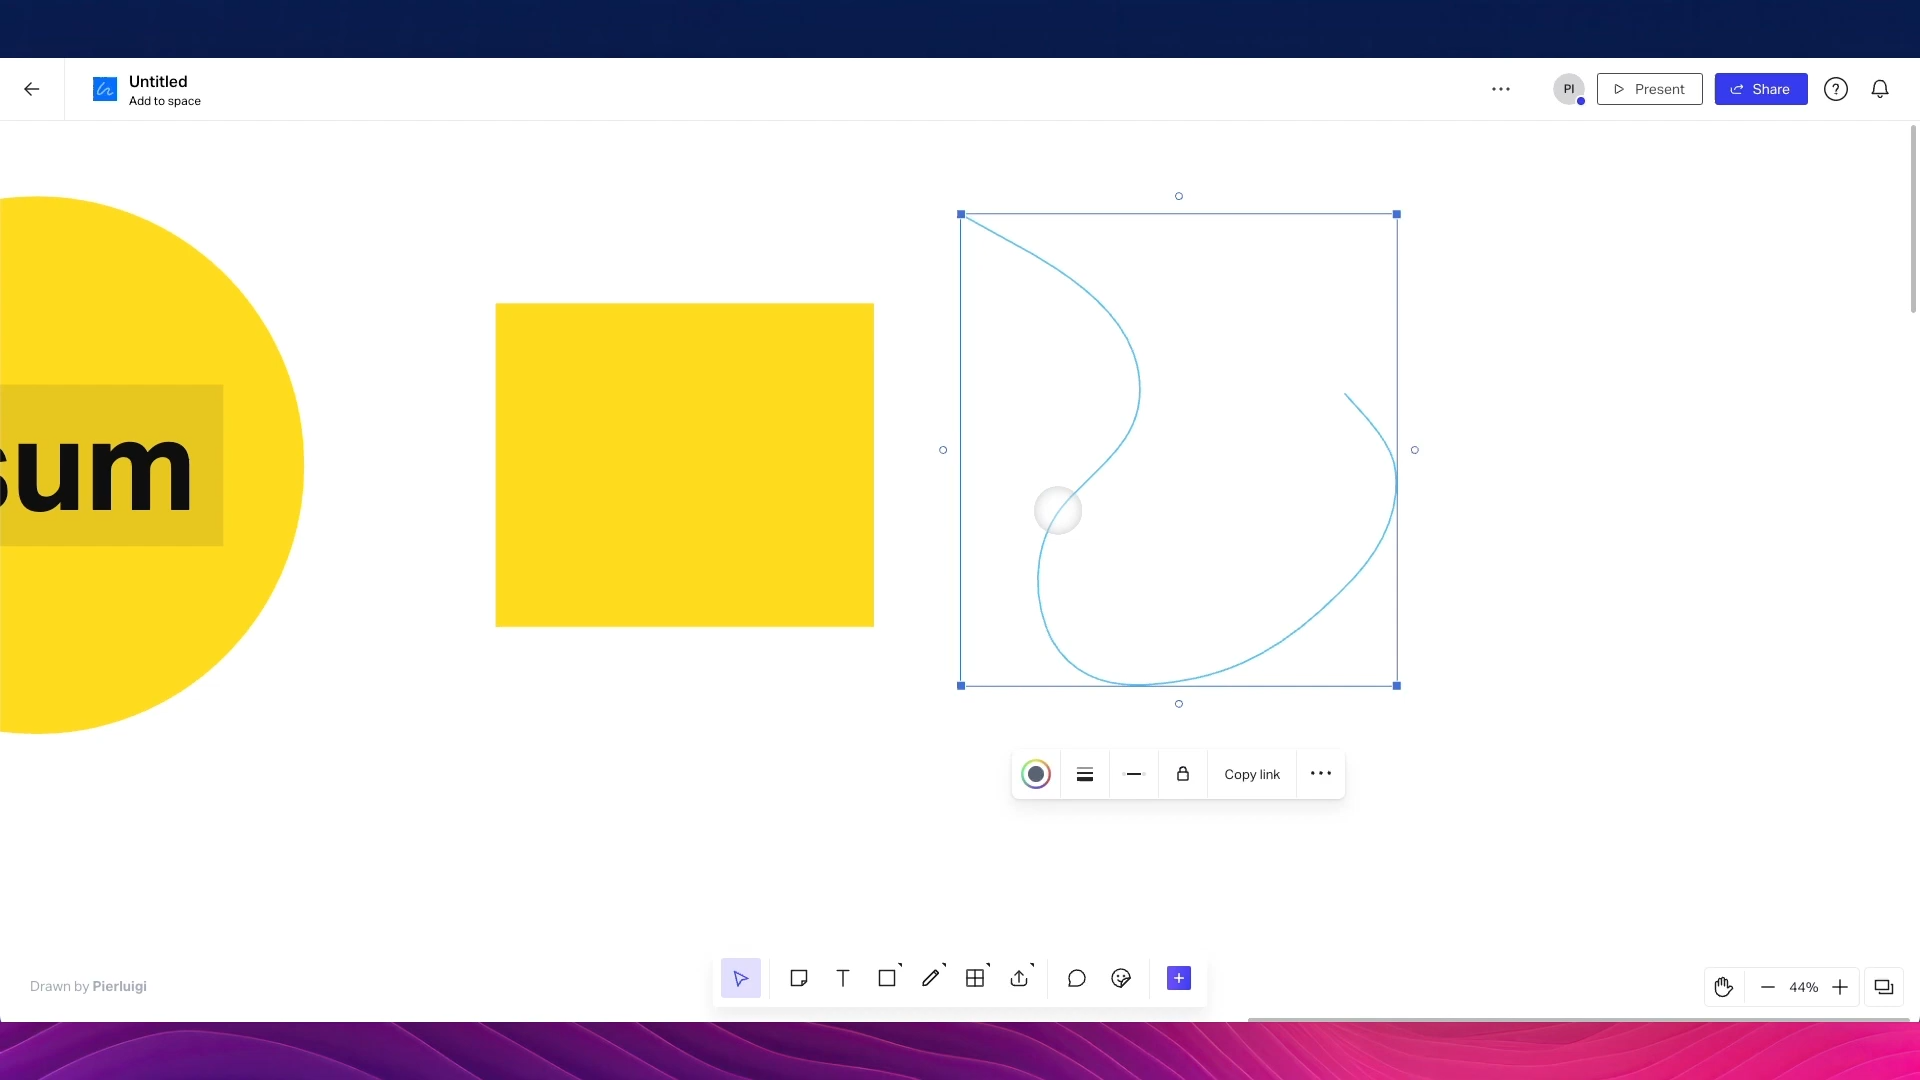 Untitled
Add to space
PI
Present
Share
sum
Copy link
Drawn by Pierluigi
44%